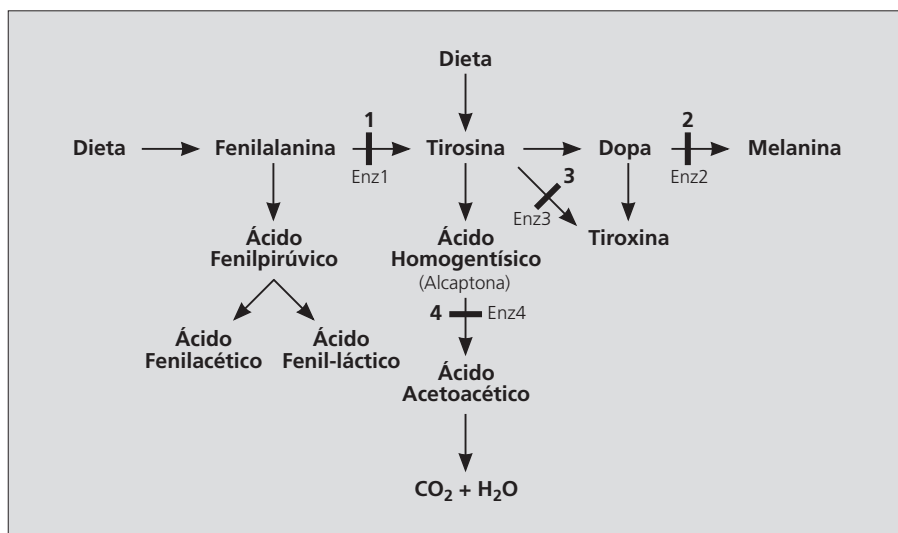 Dieta
1
2
Dieta
Fenilalanina
Tirosina
Dopa
Melanina
Enz1
3
Enz2
Enz3
Ácido
Fenilpirúvico
Ácido
Homogentísico
(Alcaptona)
Tiroxina
4
Enz4
Ácido
Fenilacético
Ácido
Fenil-láctico
Ácido
Acetoacético
CO2 + H2O